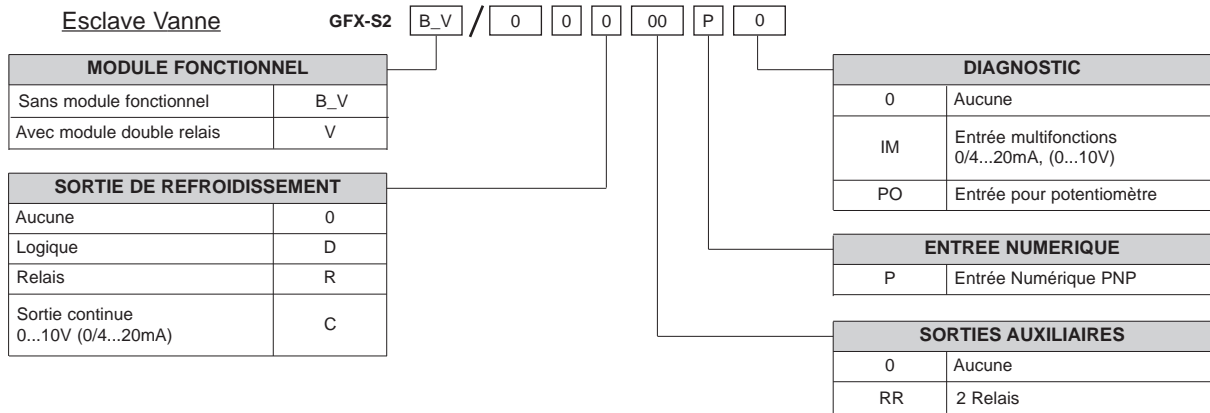 Esclave Vanne GFX-S2 B_V / 0 0 0 00 P 0
MODULE FONCTIONNEL
Sans module fonctionnel B_V
Avec module double relais V
SORTIE DE REFROIDISSEMENT
Aucune 0
Logique D
Relais R
Sortie continue
0...10V (0/4...20mA) C
DIAGNOSTIC
0 Aucune
IM Entrée multifonctions
0/4...20mA, (0...10V)
PO Entrée pour potentiomètre
ENTREE NUMERIQUE
P Entrée Numérique PNP
SORTIES AUXILIAIRES
0 Aucune
RR 2 Relais